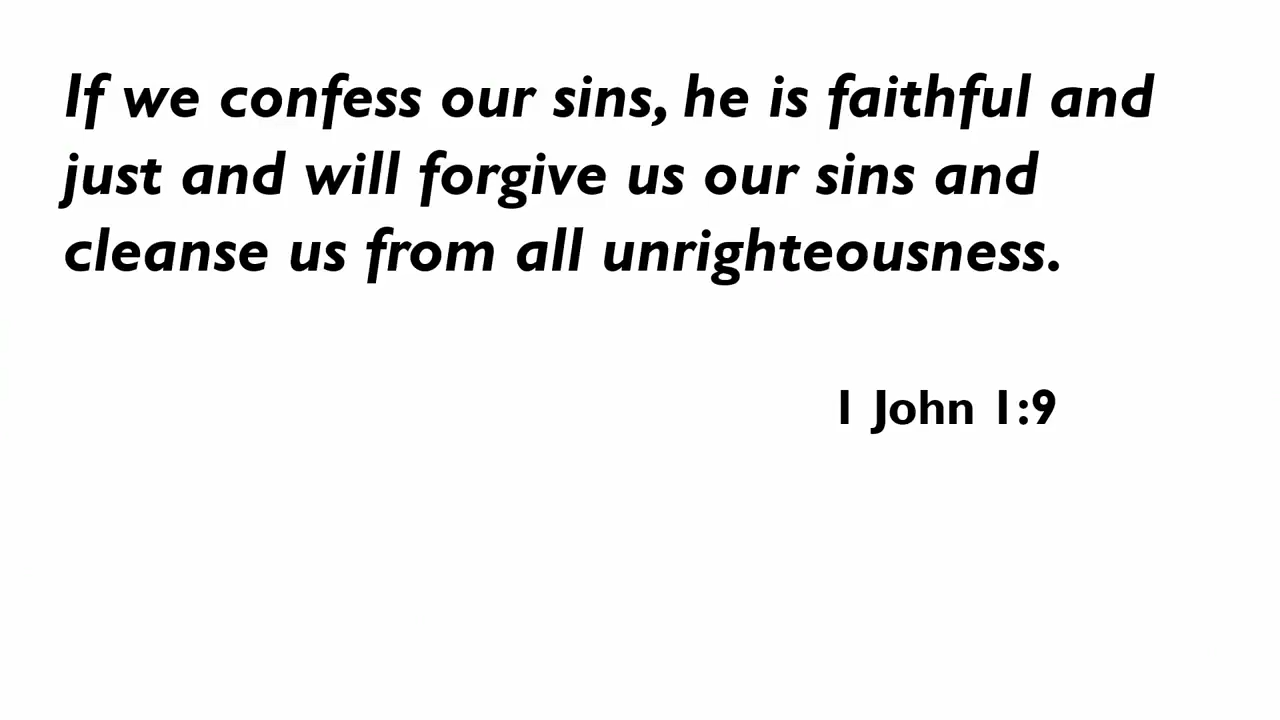 If we confess our sins, he is faithful and
just and will forgive us our sins and
cleanse us from all unrighteousness.
1 John 1:9